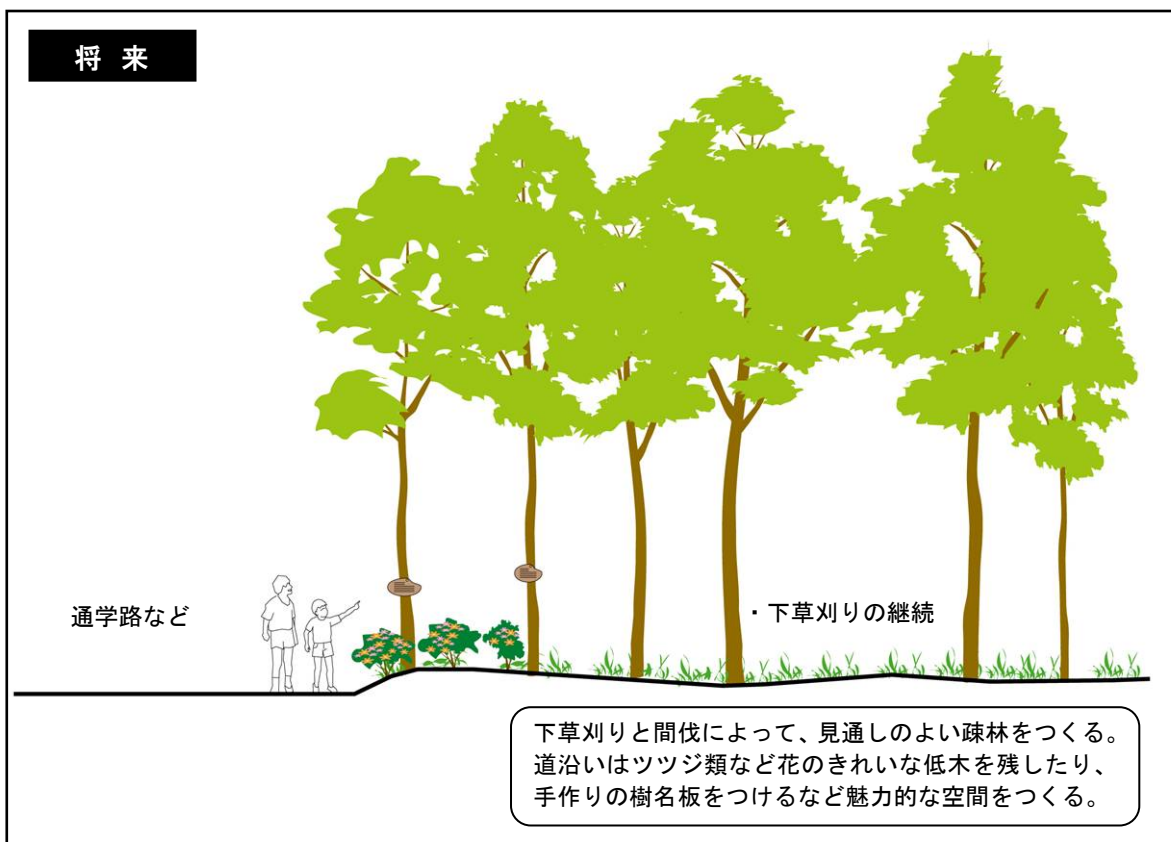 将 来
通学路など
・下草刈りの継続
下草刈りと間伐によって、見通しのよい疎林をつくる。
道沿いはツツジ類など花のきれいな低木を残したり、
手作りの樹名板をつけるなど魅力的な空間をつくる。